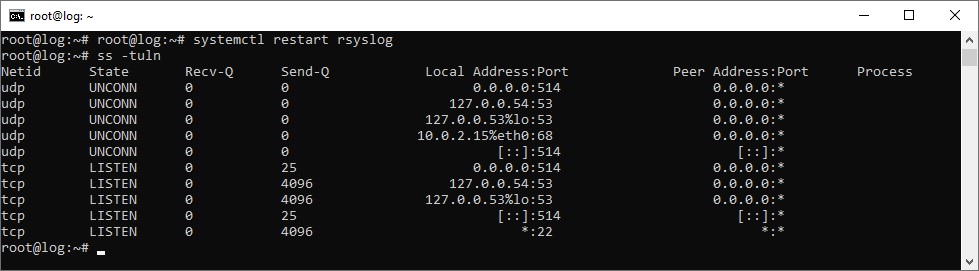 root@log: ~
root@log:~# root@log:~# systemctl restart rsyslog
root@log:~# ss -tuln
Netid State Recv-Q Send-Q Local Address:Port Peer Address:Port Process
udp UNCONN 0 0 0.0.0.0:514 0.0.0.0:*
udp UNCONN 0 0 127.0.0.54:53 0.0.0.0:*
udp UNCONN 0 0 127.0.0.53%lo:53 0.0.0.0:*
udp UNCONN 0 0 10.0.2.15%eth0:68 0.0.0.0:*
udp UNCONN 0 0 [::]:514 [::]:*
tcp LISTEN 0 25 0.0.0.0:514 0.0.0.0:*
tcp LISTEN 0 4096 127.0.0.54:53 0.0.0.0:*
tcp LISTEN 0 4096 127.0.0.53%lo:53 0.0.0.0:*
tcp LISTEN 0 25 [::]:514 [::]:*
tcp LISTEN 0 4096 *:22 *:*
root@log:~#